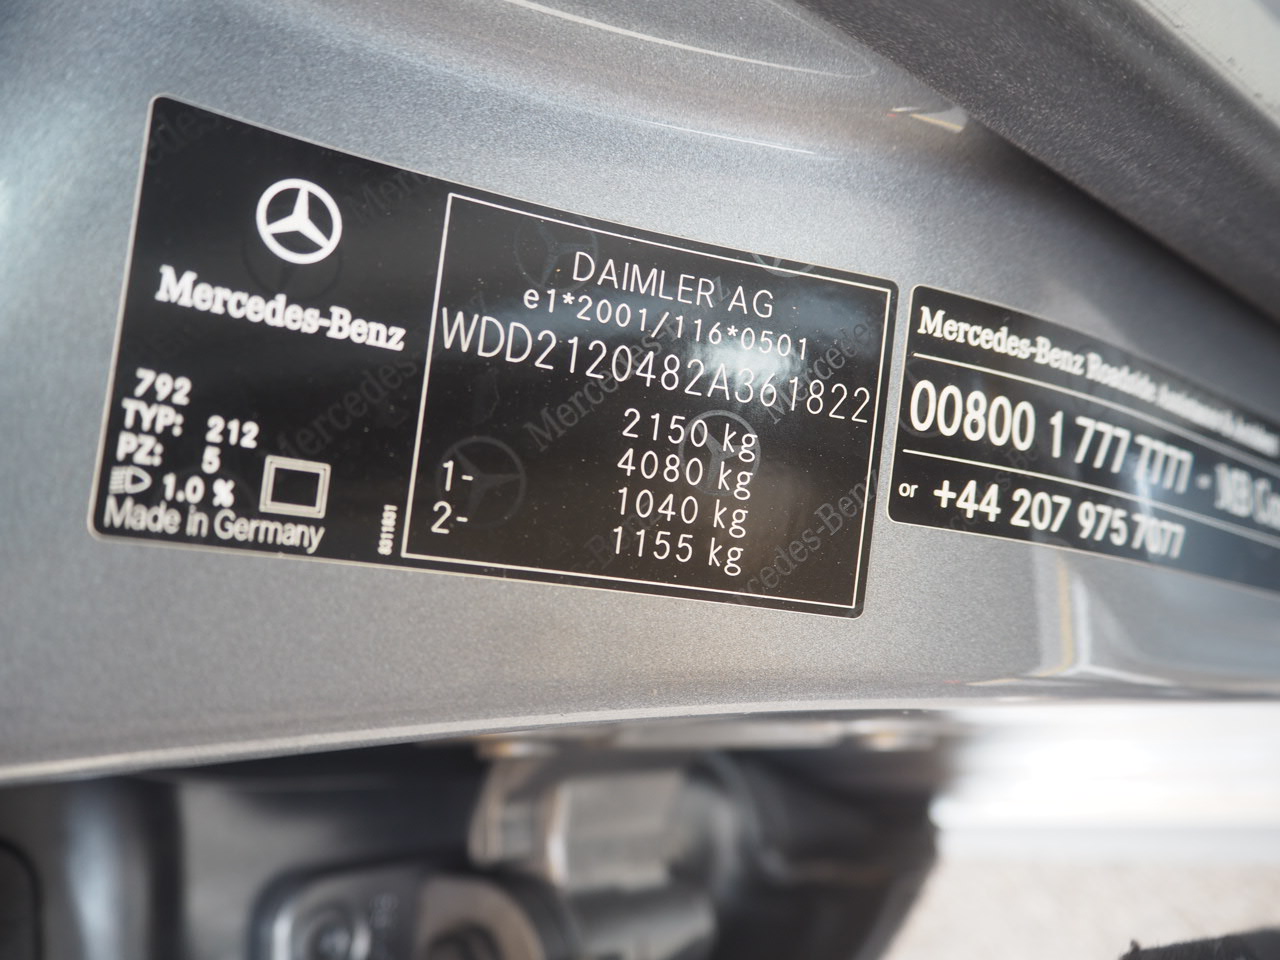 Mercedes-Benz
792
TYP: 212
PZ: 5
1.0 %
Made in Germany
DAIMLER AG
e1*2001/116*0501
WDD2120482A361822
2150 kg
4080 kg
1- 1040 kg
2- 1155 kg
Mercedes-Benz Roadside
00800 1 777 7777 - MB
or +44 207 975 7077